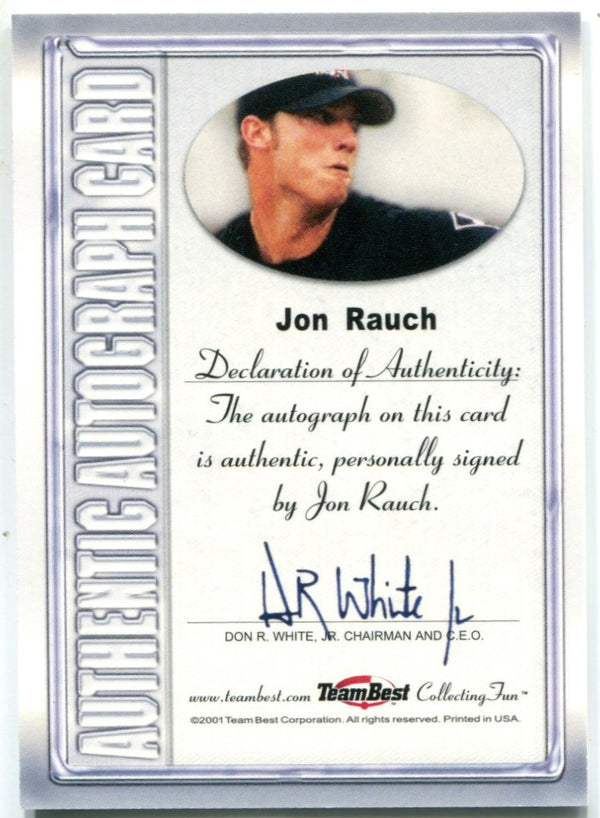 AUTHENTIC AUTOGRAPH CARD
Jon Rauch
Declaration of Authenticity:
The autograph on this card
is authentic, personally signed
by Jon Rauch.
DR White Jr
DON R. WHITE, JR. CHAIRMAN AND C.E.O.
www.teambest.com TeamBest Collecting Fun™
©2001 Team Best Corporation. All rights reserved. Printed in USA.